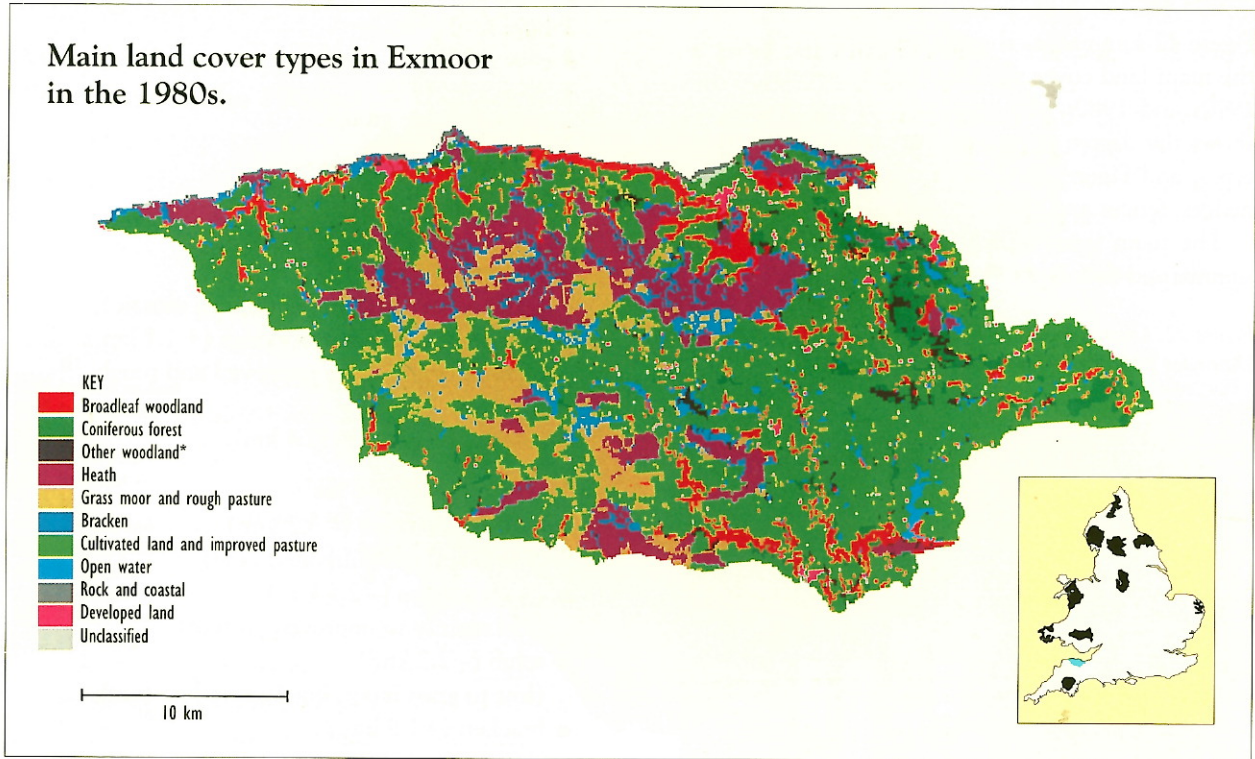 Main land cover types in Exmoor
in the 1980s.
KEY
Broadleaf woodland
Coniferous forest
Other woodland*
Heath
Grass moor and rough pasture
Bracken
Cultivated land and improved pasture
Open water
Rock and coastal
Developed land
Unclassified
10 km